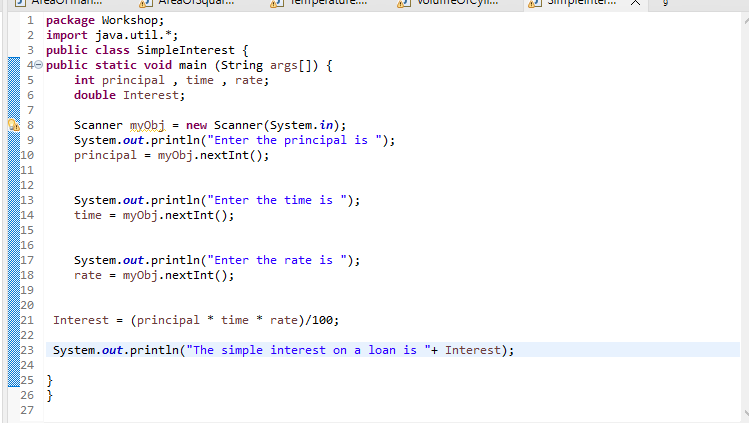 AreaOfSquar... Temperature.... VolumeOfCyli... SimpleInter...
1 package Workshop;
2 import java.util.*;
3 public class SimpleInterest {
4 public static void main (String args[]) {
5 int principal , time , rate;
6 double Interest;
7
8 Scanner myObj = new Scanner(System.in);
9 System.out.println("Enter the principal is ");
10 principal = myObj.nextInt();
11
12
13 System.out.println("Enter the time is ");
14 time = myObj.nextInt();
15
16
17 System.out.println("Enter the rate is ");
18 rate = myObj.nextInt();
19
20
21 Interest = (principal * time * rate)/100;
22
23 System.out.println("The simple interest on a loan is "+ Interest);
24
25 }
26 }
27